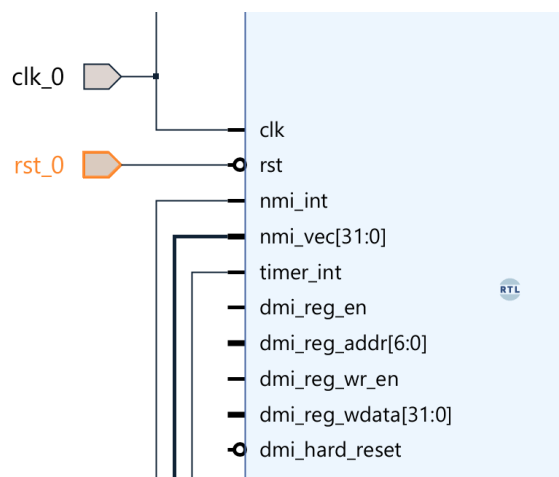 clk_0
clk
rst_0
rst
nmi_int
nmi_vec[31:0]
timer_int
RTL
dmi_reg_en
dmi_reg_addr[6:0]
dmi_reg_wr_en
dmi_reg_wdata[31:0]
dmi_hard_reset